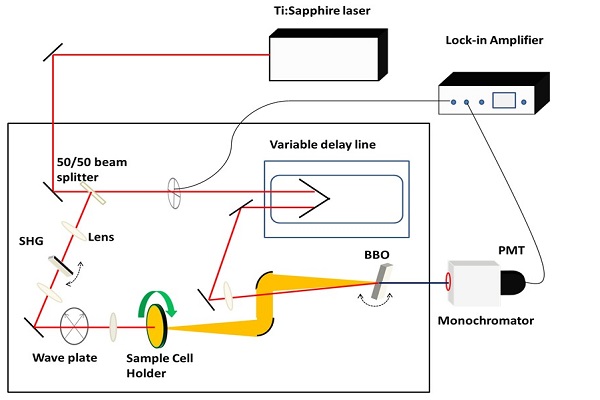 Ti:Sapphire laser
Lock-in Amplifier
Variable delay line
50/50 beam
splitter
Lens
SHG
BBO
PMT
Monochromator
Wave plate
Sample Cell
Holder